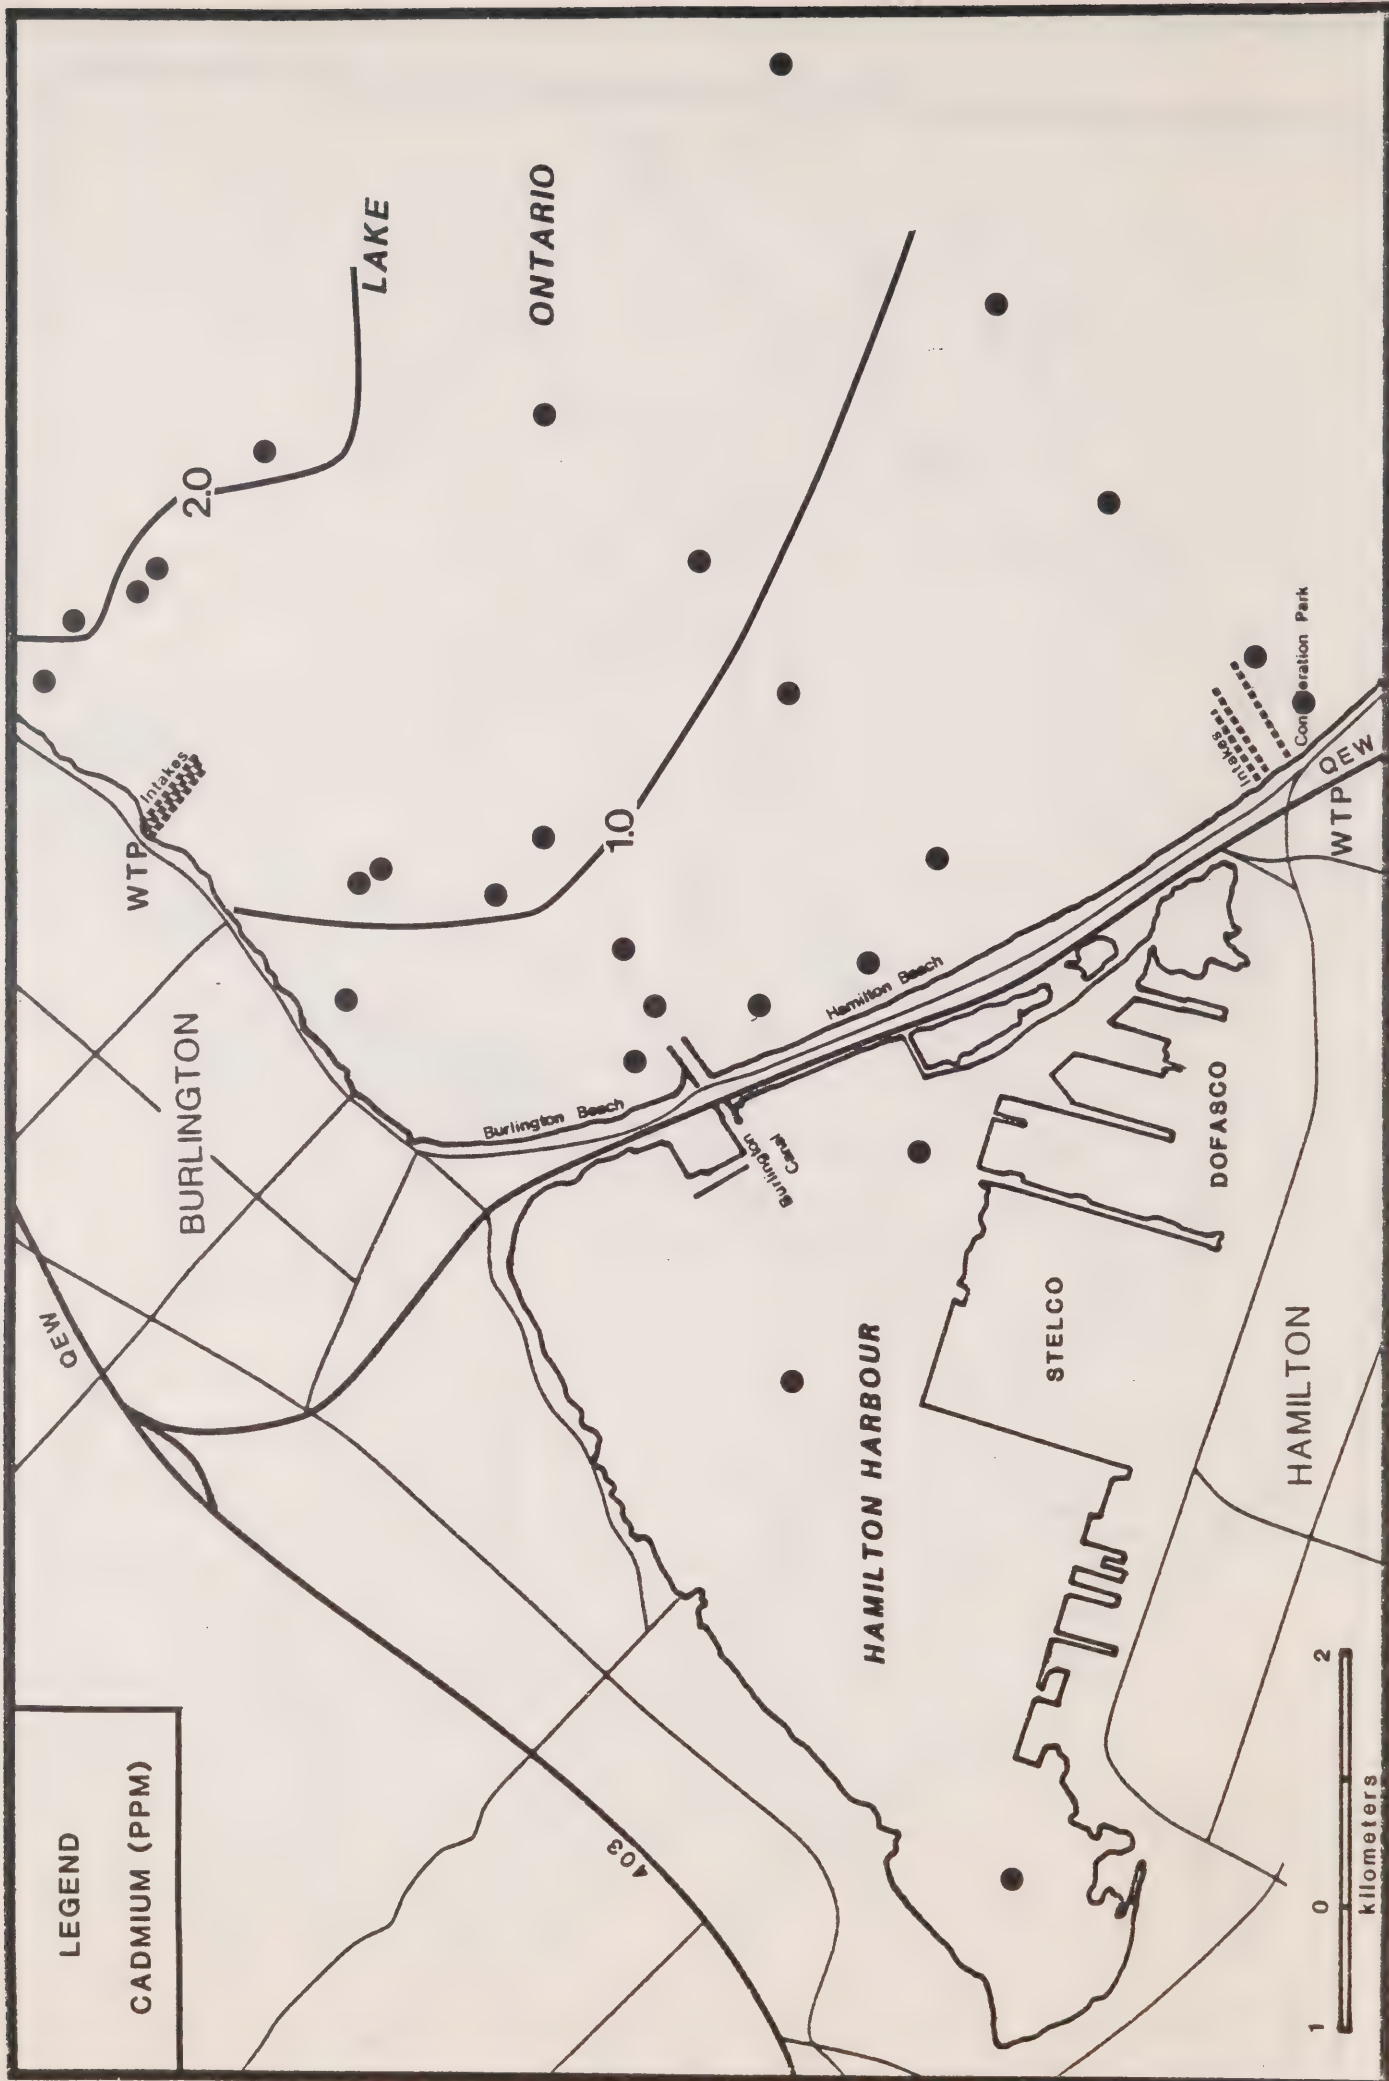 LEGEND
CADMIUM (PPM)
QEW
BURLINGTON
WTP
Intakes
2.0
LAKE
ONTARIO
1.0
403
Burlington Beach
Burlington
Canal
Hamilton Beach
HAMILTON HARBOUR
STELCO
DOFASCO
Intakes
Confederation Park
HAMILTON
WTP
QEW
1 0 2
kilometers